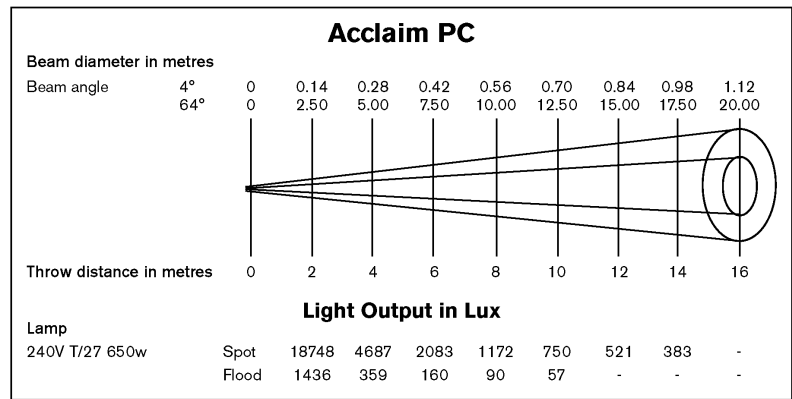 Acclaim PC
Beam diameter in metres
Beam angle 4° 0 0.14 0.28 0.42 0.56 0.70 0.84 0.98 1.12
64° 0 2.50 5.00 7.50 10.00 12.50 15.00 17.50 20.00
Throw distance in metres 0 2 4 6 8 10 12 14 16
Light Output in Lux
Lamp
240V T/27 650w Spot 18748 4687 2083 1172 750 521 383 -
Flood 1436 359 160 90 57 - - -